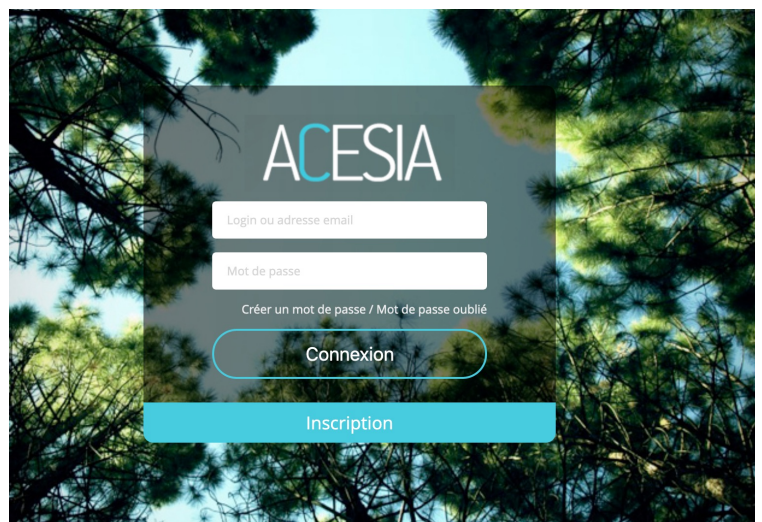 ACESIA
Login ou adresse email
Mot de passe
Créer un mot de passe / Mot de passe oublié
Connexion
Inscription